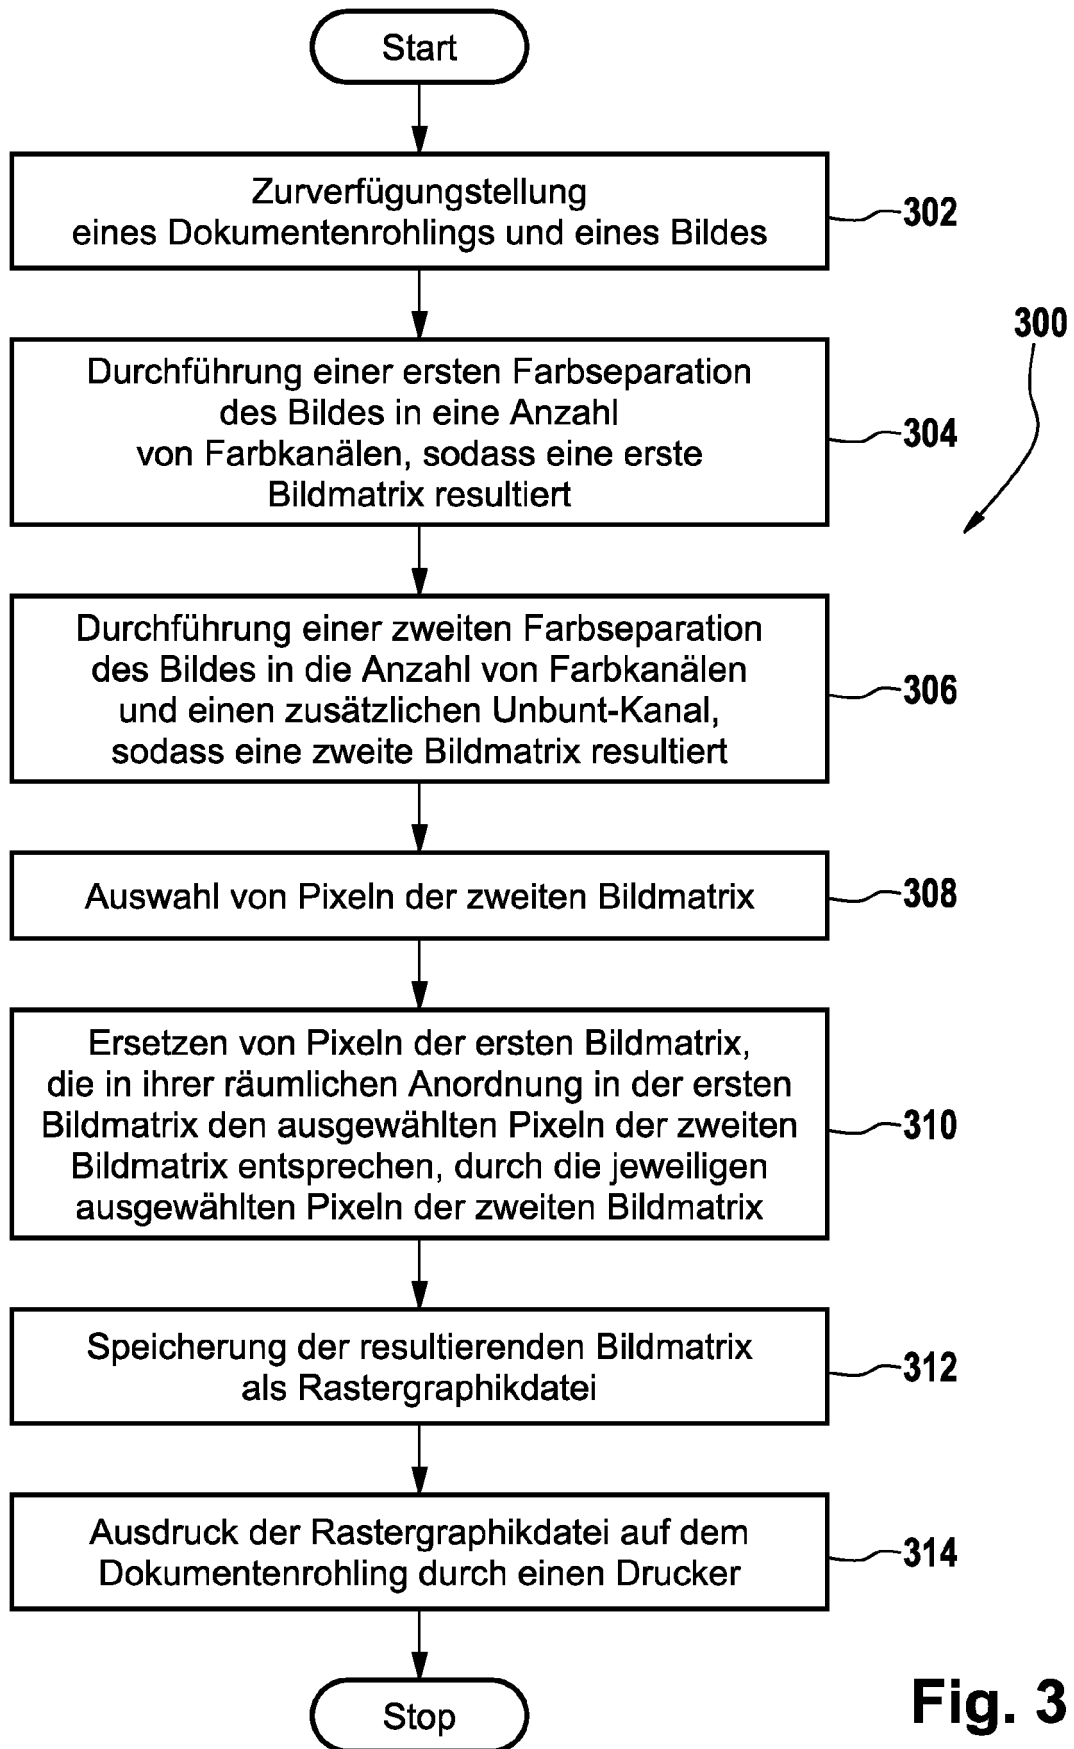 Start
Zurverfügungstellung
eines Dokumentenrohlings und eines Bildes
302
300
Durchführung einer ersten Farbseparation
des Bildes in eine Anzahl
von Farbkanälen, sodass eine erste
Bildmatrix resultiert
304
Durchführung einer zweiten Farbseparation
des Bildes in die Anzahl von Farbkanälen
und einen zusätzlichen Unbunt-Kanal,
sodass eine zweite Bildmatrix resultiert
306
Auswahl von Pixeln der zweiten Bildmatrix
308
Ersetzen von Pixeln der ersten Bildmatrix,
die in ihrer räumlichen Anordnung in der ersten
Bildmatrix den ausgewählten Pixeln der zweiten
Bildmatrix entsprechen, durch die jeweiligen
ausgewählten Pixeln der zweiten Bildmatrix
310
Speicherung der resultierenden Bildmatrix
als Rastergraphikdatei
312
Ausdruck der Rastergraphikdatei auf dem
Dokumentenrohling durch einen Drucker
314
Stop
Fig. 3